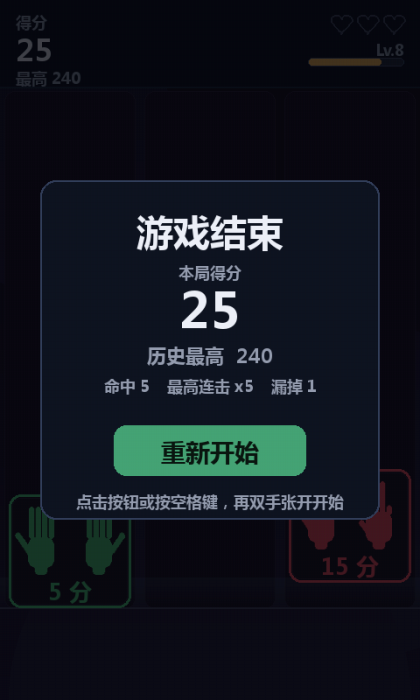 得分
25
最高 240
Lv.8
游戏结束
本局得分
25
历史最高 240
命中 5 最高连击 x5 漏掉 1
重新开始
点击按钮或按空格键，再双手张开开始
5 分
15 分